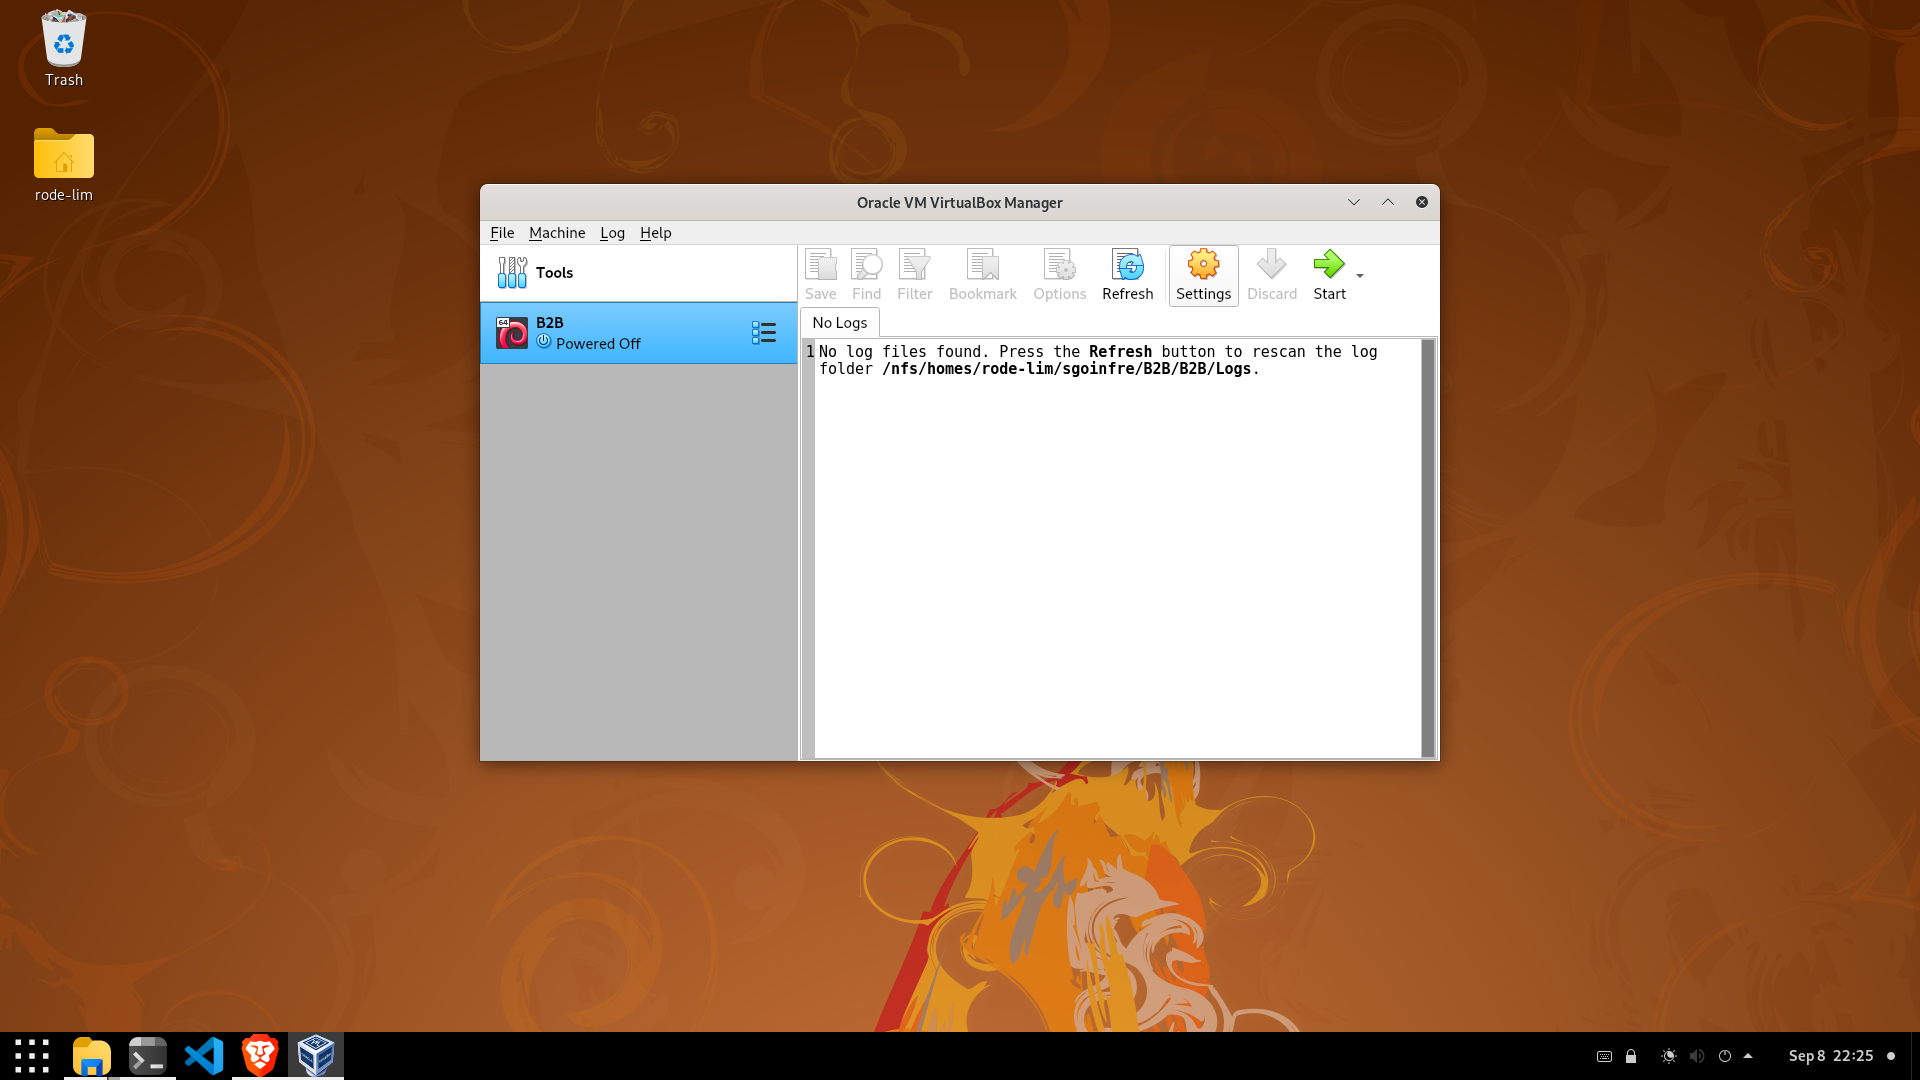 Trash
rode-lim
Oracle VM VirtualBox Manager
File Machine Log Help
Tools
Save Find Filter Bookmark Options Refresh Settings Discard Start
64
B2B
Powered Off
No Logs
1 No log files found. Press the Refresh button to rescan the log
folder /nfs/homes/rode-lim/sgoinfre/B2B/B2B/Logs.
Sep 8 22:25